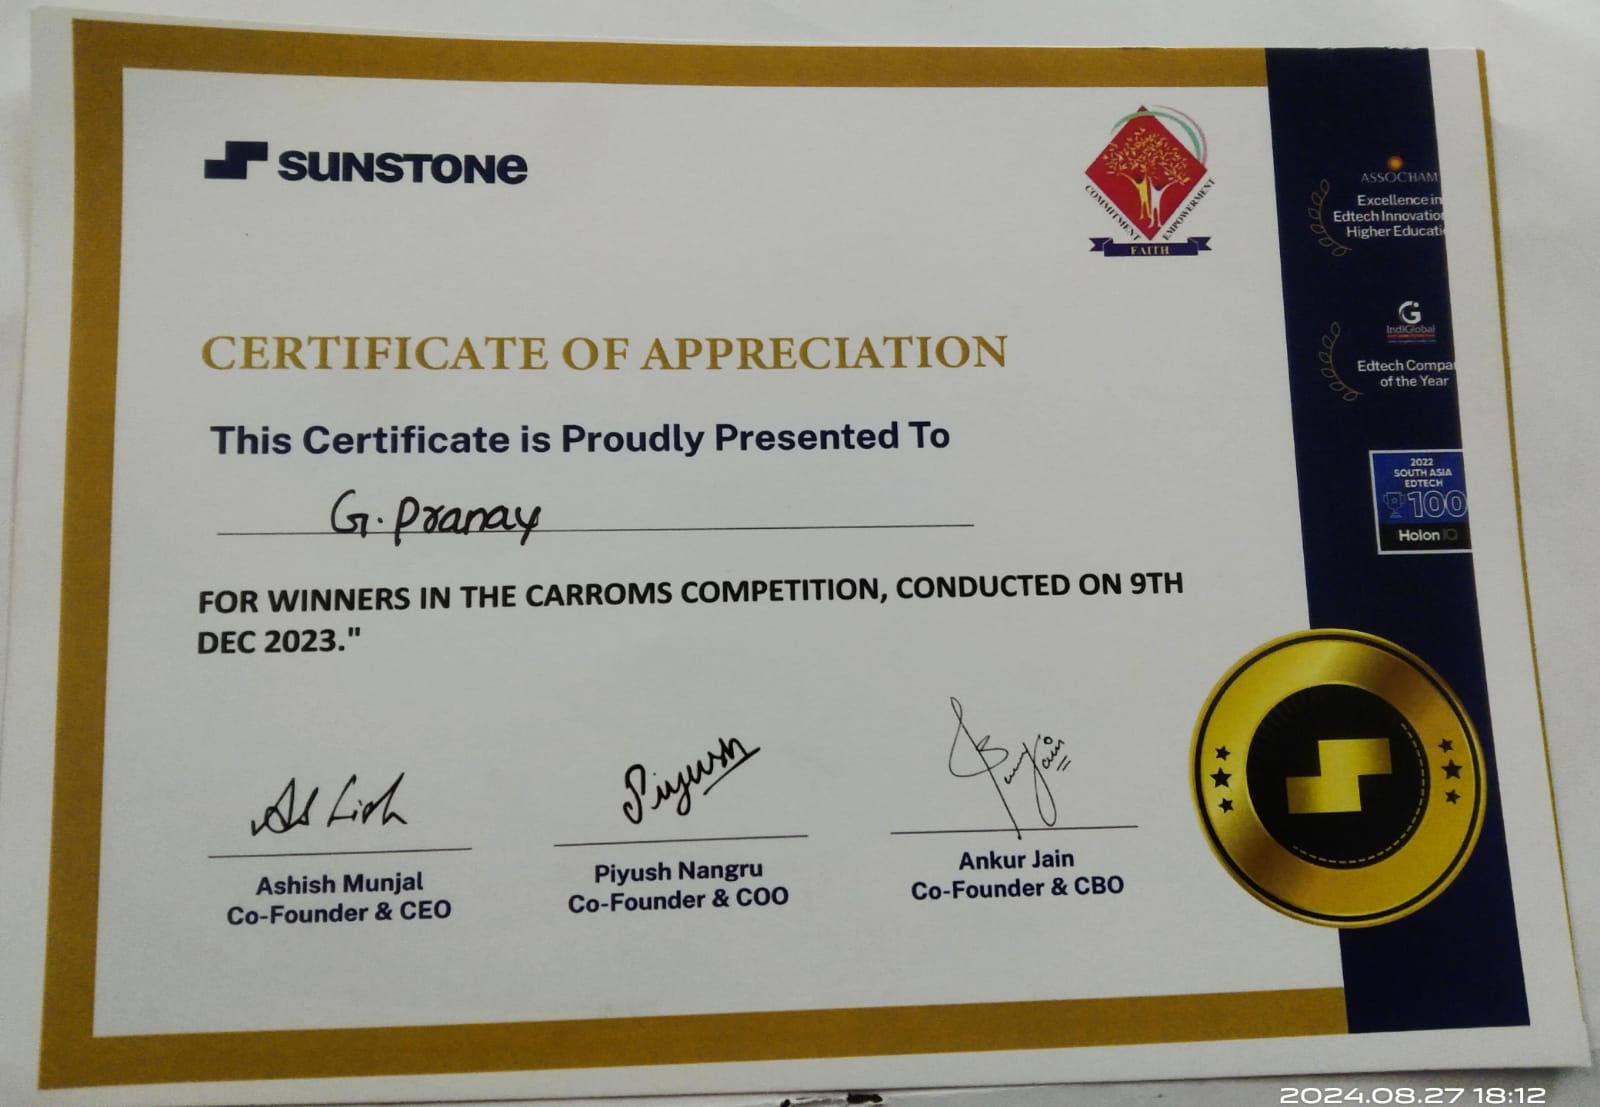 SUNSTONE
COMMITMENT
EMPOWERMENT
FAITH
ASSOCHAM
Excellence in
Edtech Innovatio
Higher Educati
IndiGlobal
Edtech Compa
of the Year
2022
SOUTH ASIA
EDTECH
100
HolonIQ
CERTIFICATE OF APPRECIATION
This Certificate is Proudly Presented To
G. Pranay
FOR WINNERS IN THE CARROMS COMPETITION, CONDUCTED ON 9TH
DEC 2023."
Piyush
Ashish Munjal
Co-Founder & CEO
Piyush Nangru
Co-Founder & COO
Ankur Jain
Co-Founder & CBO
2024.08.27 18:12